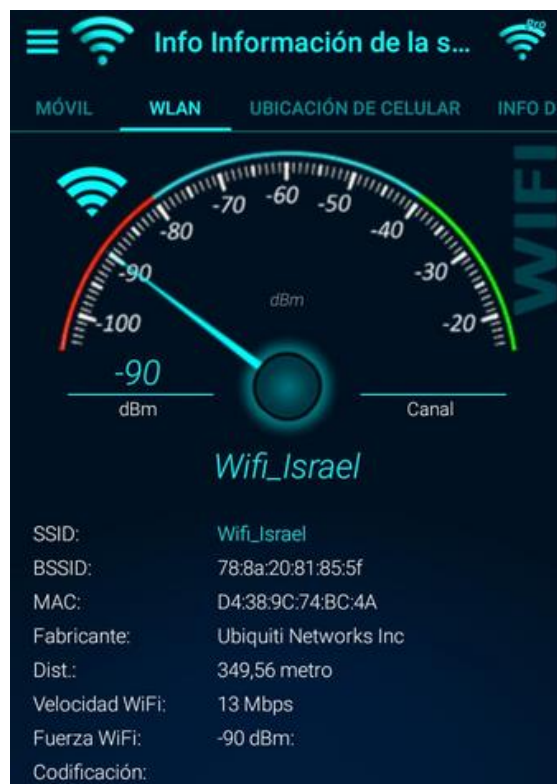 Info Información de la s...
Pro
MÓVIL WLAN UBICACIÓN DE CELULAR INFO D
WIFI
-100 -90 -80 -70 -60 -50 -40 -30 -20
dBm
-90
dBm
Canal
Wifi_Israel
SSID: Wifi_Israel
BSSID: 78:8a:20:81:85:5f
MAC: D4:38:9C:74:BC:4A
Fabricante: Ubiquiti Networks Inc
Dist.: 349,56 metro
Velocidad WiFi: 13 Mbps
Fuerza WiFi: -90 dBm:
Codificación: